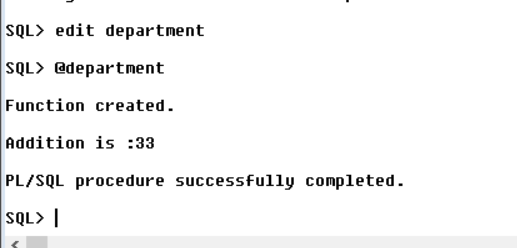 SQL> edit department
SQL> @department
Function created.
Addition is :33
PL/SQL procedure successfully completed.
SQL>